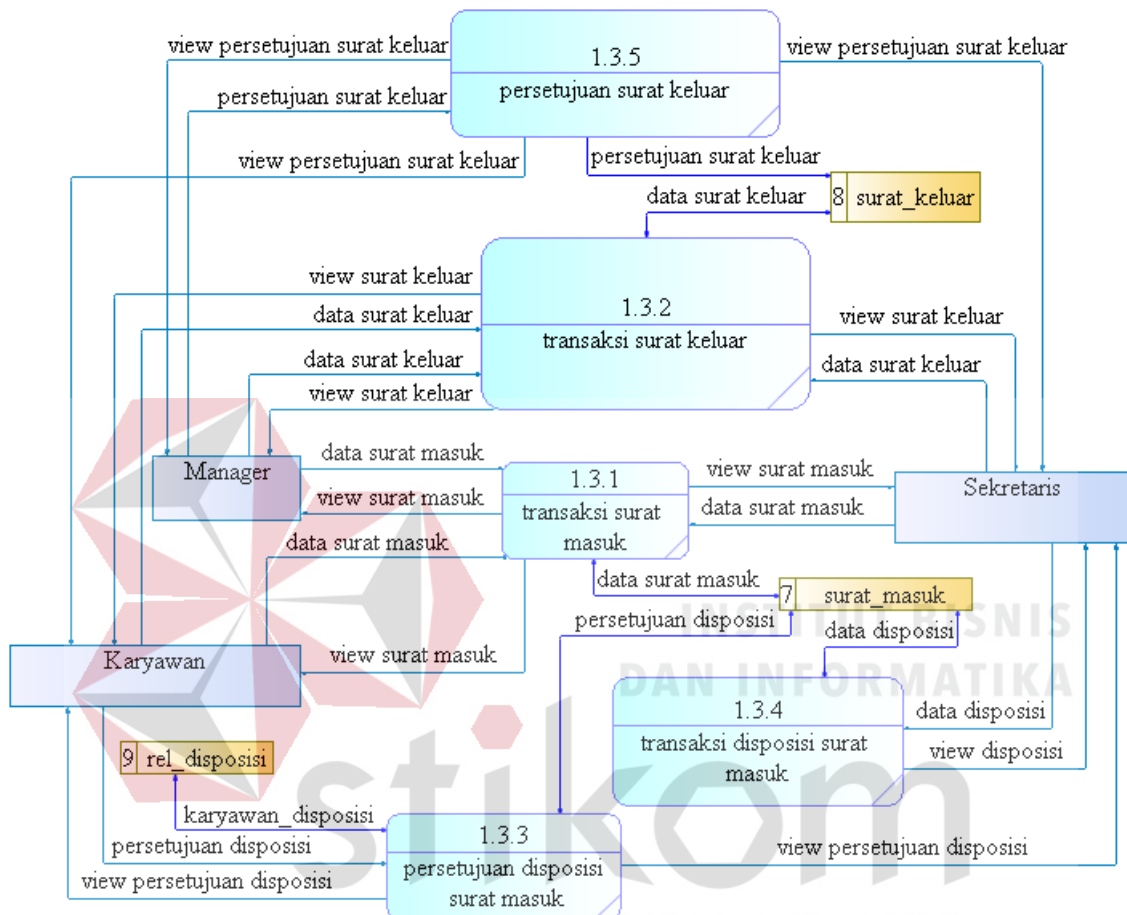 view persetujuan surat keluar
1.3.5
view persetujuan surat keluar
persetujuan surat keluar
persetujuan surat keluar
view persetujuan surat keluar
persetujuan surat keluar
data surat keluar
8 surat_keluar
view surat keluar
1.3.2
data surat keluar
view surat keluar
transaksi surat keluar
data surat keluar
data surat keluar
view surat keluar
Manager
data surat masuk
1.3.1
view surat masuk
Sekretaris
view surat masuk
transaksi surat
masuk
data surat masuk
data surat masuk
data surat masuk
7 surat_masuk
persetujuan disposisi
data disposisi
INSTITUT BISNIS
DAN INFORMATIKA
Karyawan
view surat masuk
1.3.4
data disposisi
transaksi disposisi surat
masuk
view disposisi
9 rel_disposisi
stikom
karyawan_disposisi
1.3.3
persetujuan disposisi
persetujuan disposisi
surat masuk
view persetujuan disposisi
view persetujuan disposisi